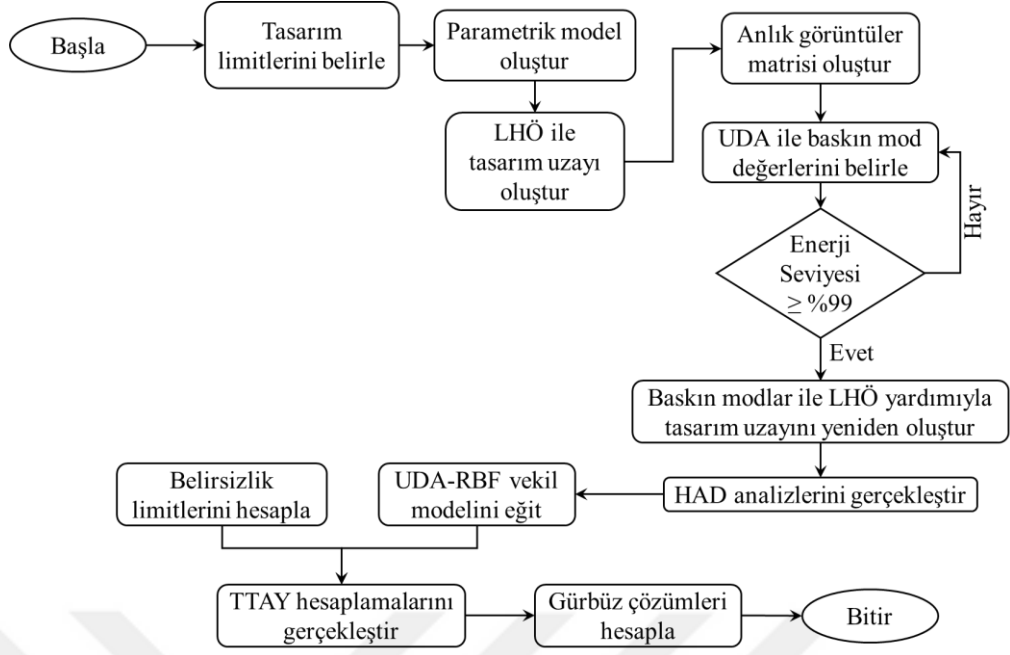 Başla
Tasarım
limitlerini belirle
Parametrik model
oluştur
LHÖ ile
tasarım uzayı
oluştur
Anlık görüntüler
matrisi oluştur
UDA ile baskın mod
değerlerini belirle
Hayır
Enerji
Seviyesi
≥ %99
Evet
Baskın modlar ile LHÖ yardımıyla
tasarım uzayını yeniden oluştur
HAD analizlerini gerçekleştir
UDA-RBF vekil
modelini eğit
Belirsizlik
limitlerini hesapla
TTAY hesaplamalarını
gerçekleştir
Gürbüz çözümleri
hesapla
Bitir